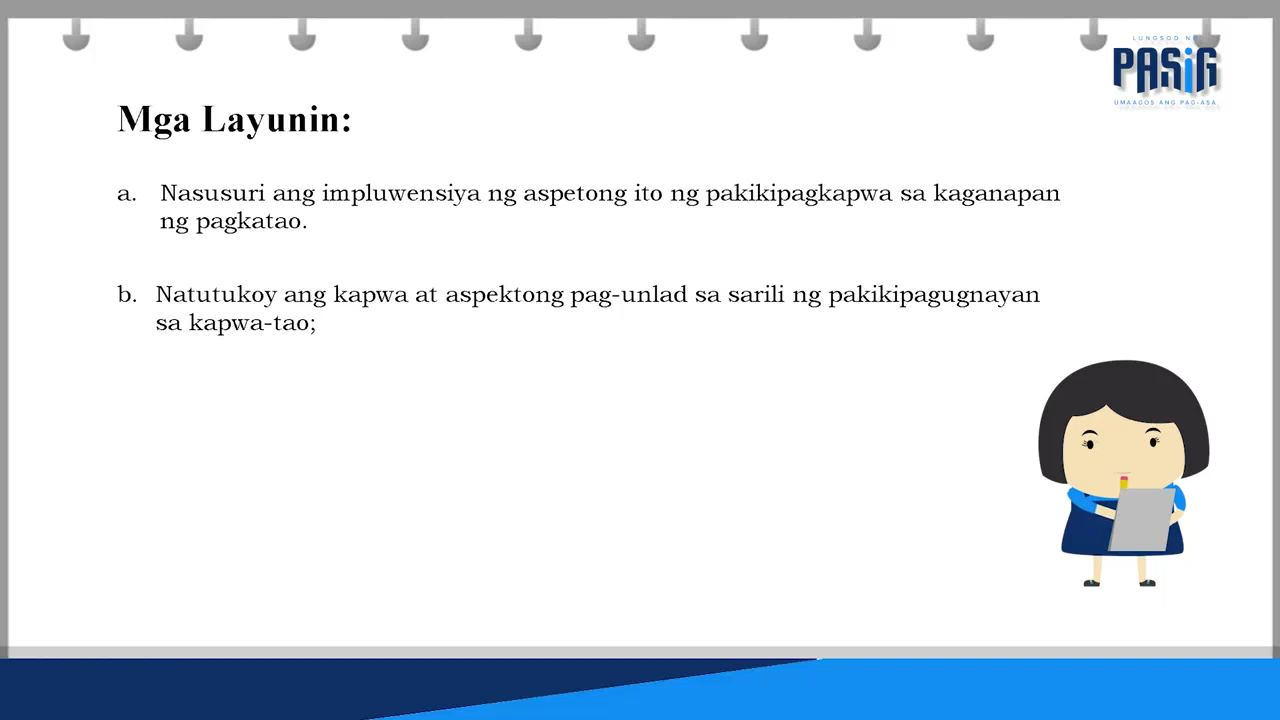 LUNGSOD NG
PASiG
UMAAGOS ANG PAG-ASA
Mga Layunin:
a. Nasusuri ang impluwensiya ng aspetong ito ng pakikipagkapwa sa kaganapan
ng pagkatao.
b. Natutukoy ang kapwa at aspektong pag-unlad sa sarili ng pakikipagugnayan
sa kapwa-tao;